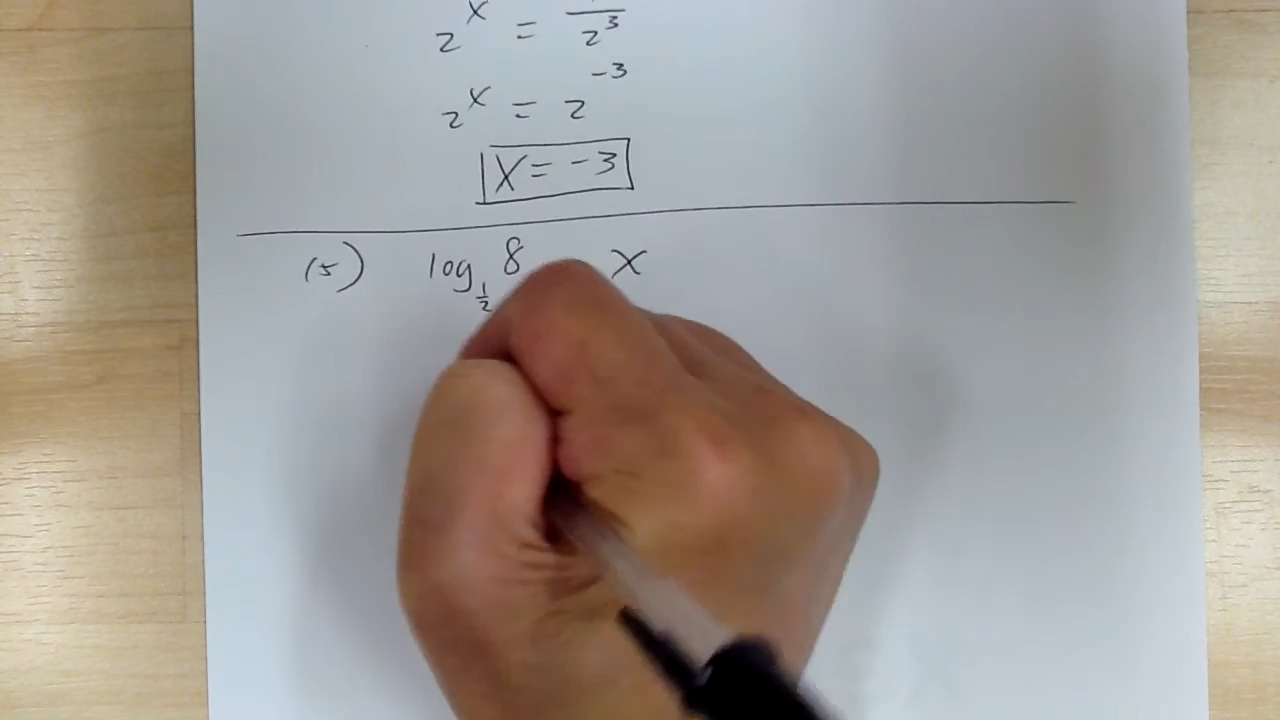 2^x = 1/2^3
2^x = 2^-3
x = -3
(5) log_1/2 8 x